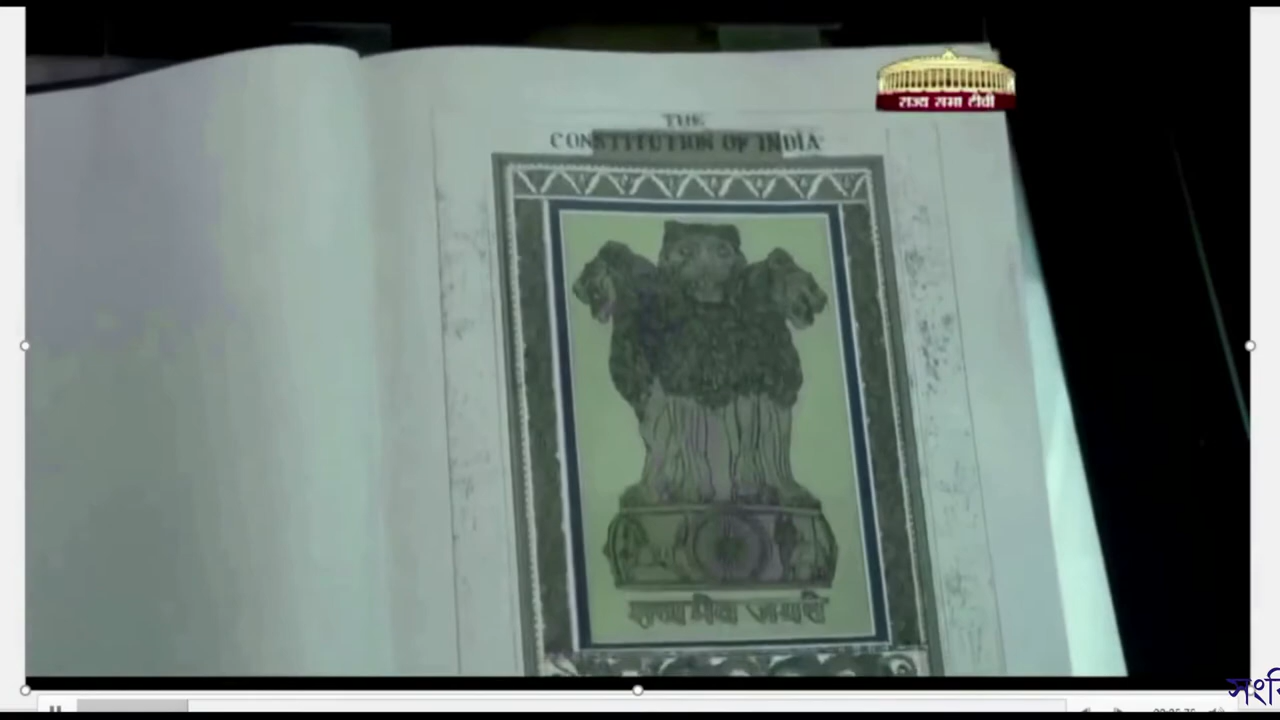 राज्य सभा टीवी
THE
CONSTITUTION OF INDIA
सत्यमेव जयते
संवि